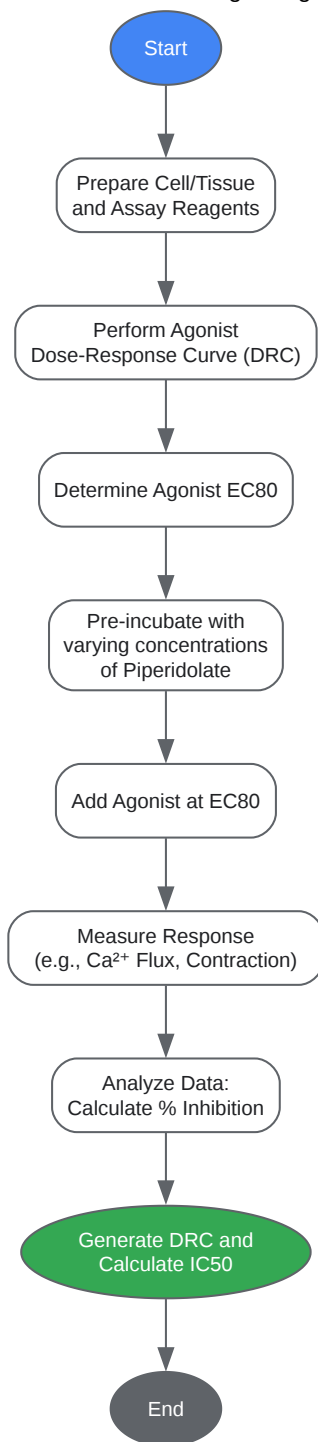 Start
Prepare Cell/Tissue
and Assay Reagents
Perform Agonist
Dose-Response Curve (DRC)
Determine Agonist EC80
Pre-incubate with
varying concentrations
of Piperidolate
Add Agonist at EC80
Measure Response
(e.g., Ca²⁺ Flux, Contraction)
Analyze Data:
Calculate % Inhibition
Generate DRC and
Calculate IC50
End